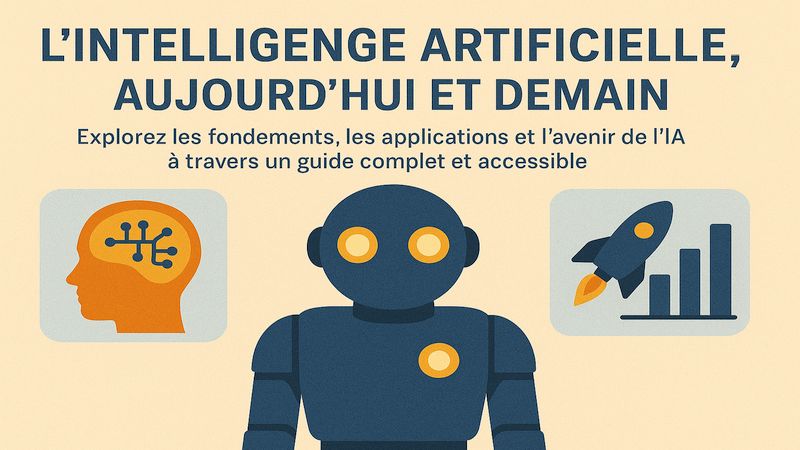 L'INTELLIGENGE ARTIFICIELLE,
AUJOURD'HUI ET DEMAIN
Explorez les fondements, les applications et l'avenir de l'IA
à travers un guide complet et accessible